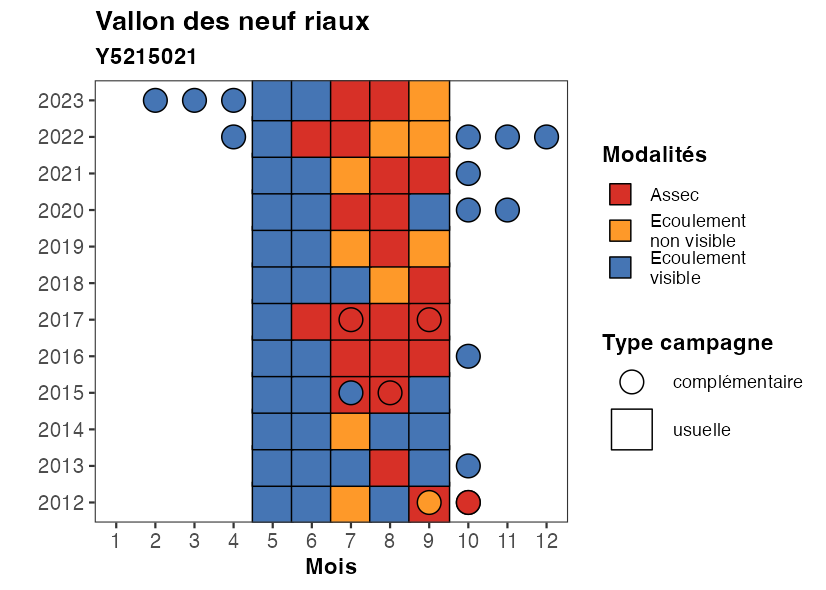 Vallon des neuf riaux
Y5215021
2023
2022
2021
2020
2019
2018
2017
2016
2015
2014
2013
2012
1 2 3 4 5 6 7 8 9 10 11 12
Mois
Modalités
Assec
Ecoulement
non visible
Ecoulement
visible
Type campagne
complémentaire
usuelle